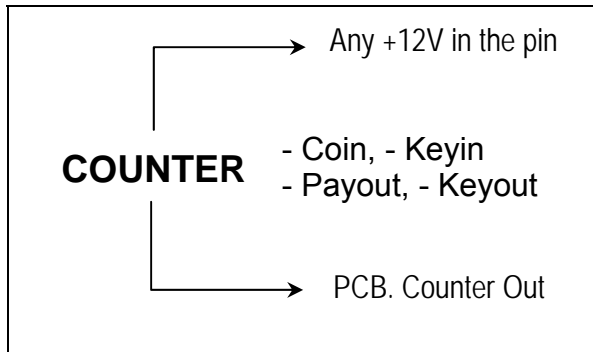 Any +12V in the pin
COUNTER
- Coin, - Keyin
- Payout, - Keyout
PCB. Counter Out